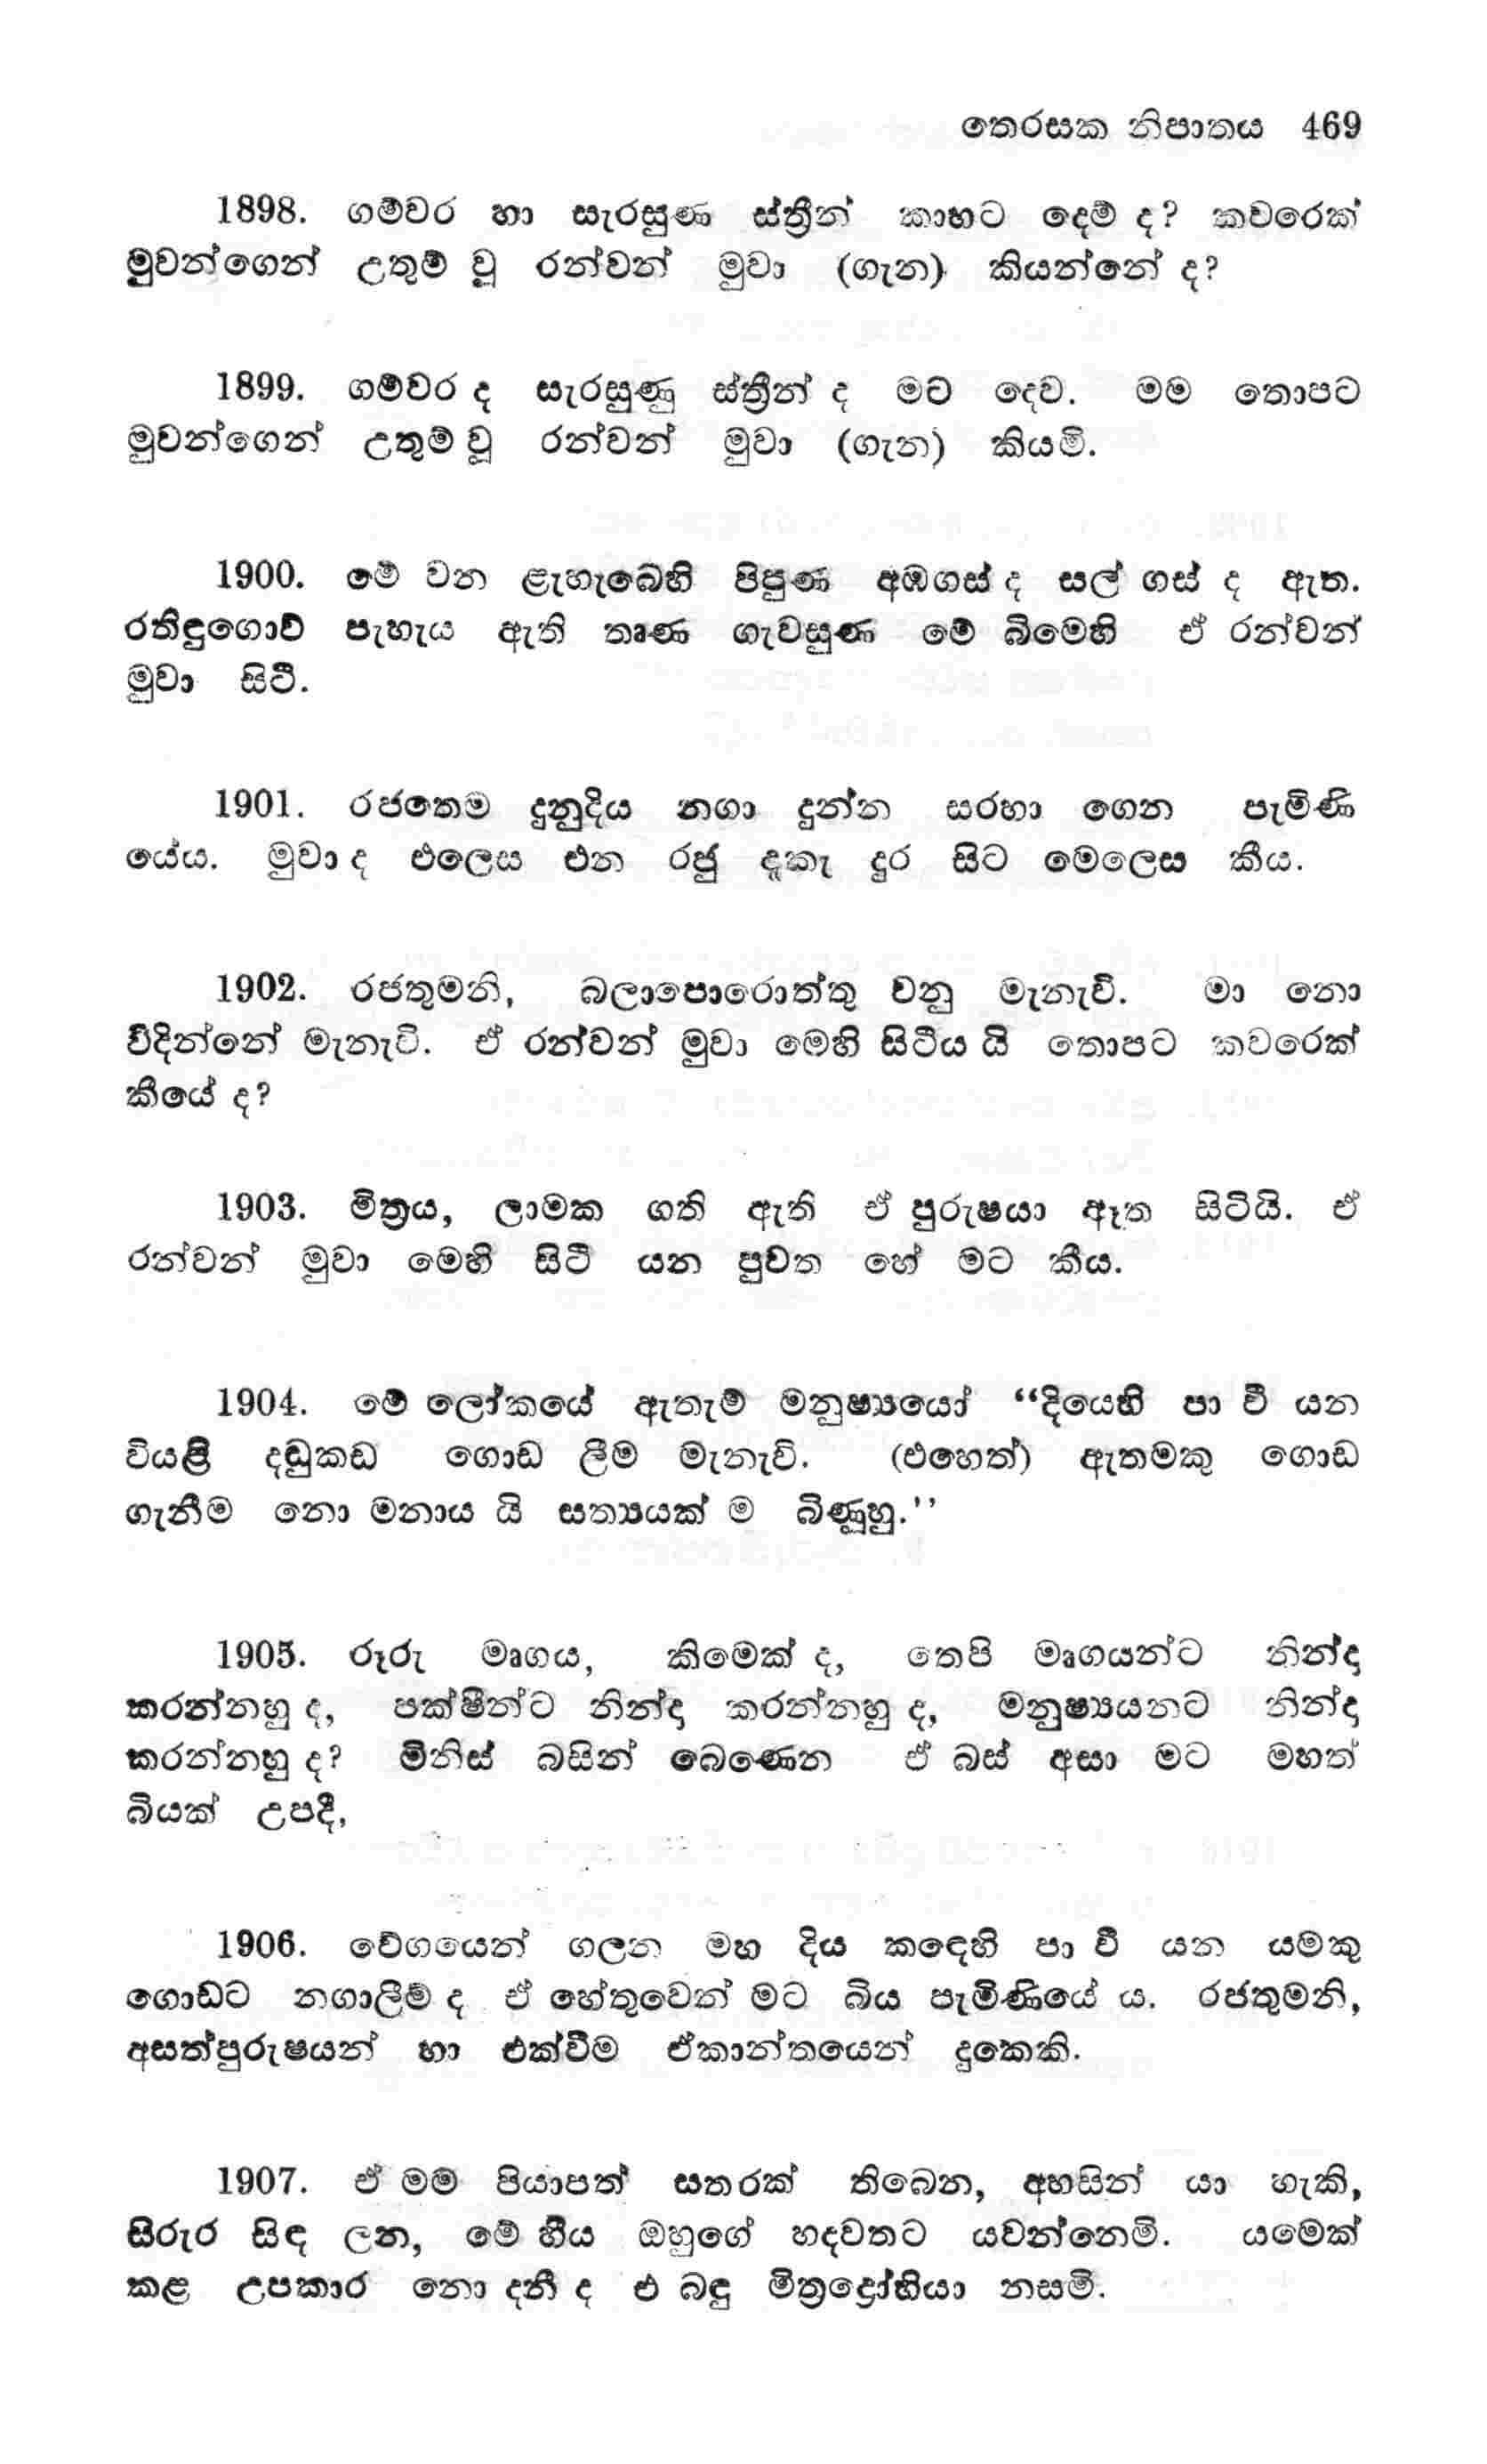 තෙරසක නිපාතය 469
1898. ගම්වර හා සැරසුණ ස්ත්‍රීන් කාහට දෙම් ද? කවරෙක්
මුවන්ගෙන් උතුම් වූ රන්වන් මුවා (ගැන) කියන්නේ ද?
1899. ගම්වර ද සැරසුණු ස්ත්‍රීන් ද මට දෙව. මම තොපට
මුවන්ගෙන් උතුම් වූ රන්වන් මුවා (ගැන) කියමි.
1900. මේ වන ළැහැබෙහි පිපුණ අඹගස් ද සල් ගස් ද ඇත.
රතිඳුගොව් පැහැය ඇති තෘණ ගැවසුණ මේ බිමෙහි ඒ රන්වන්
මුවා සිටී.
1901. රජතෙම දුනුදිය නගා දුන්න සරහා ගෙන පැමිණි
යේය. මුවා ද එලෙස එන රජු දැකැ දුර සිට මෙලෙස කීය.
1902. රජතුමනි, බලාපොරොත්තු වනු මැනැවි. මා නො
විදින්නේ මැනැවි. ඒ රන්වන් මුවා මෙහි සිටීය යි තොපට කවරෙක්
කීයේ ද?
1903. මිත්‍රය, ලාමක ගති ඇති ඒ පුරුෂයා ඈත සිටියි. ඒ
රන්වන් මුවා මෙහි සිටී යන පුවත හේ මට කීය.
1904. මේ ලෝකයේ ඇතැම් මනුෂ්‍යයෝ “දියෙහි පා වී යන
වියළි දඬුකඩ ගොඩ ලීම මැනැවි. (එහෙත්) ඇතමකු ගොඩ
ගැනීම නො මනාය යි සත්‍යයක් ම බිණූහු.’’
1905. රූරු මෘගය, කිමෙක් ද, තෙපි මෘගයන්ට නින්දා
කරන්නහු ද, පක්ෂීන්ට නින්දා කරන්නහු ද, මනුෂ්‍යයනට නින්දා
කරන්නහු ද? මිනිස් බසින් බෙණෙන ඒ බස් අසා මට මහත්
බියක් උපදී,
1906. වේගයෙන් ගලන මහ දිය කඳෙහි පා වී යන යමකු
ගොඩට නගාලීම් ද ඒ හේතුවෙන් මට බිය පැමිණියේ ය. රජතුමනි,
අසත්පුරුෂයන් හා එක්වීම ඒකාන්තයෙන් දුකෙකි.
1907. ඒ මම පියාපත් සතරක් තිබෙන, අහසින් යා හැකි,
සිරුර සිඳ ලන, මේ හීය ඔහුගේ හදවතට යවන්නෙමි. යමෙක්
කළ උපකාර නො දනී ද එ බඳු මිත්‍රද්‍රෝහියා නසමි.